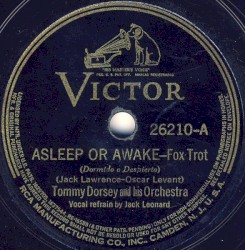 "HIS MASTER'S VOICE"
VICTOR
26210-A
ASLEEP OR AWAKE–Fox Trot
(Dormido o Despierto)
(Jack Lawrence-Oscar Levant)
Tommy Dorsey and his Orchestra
Vocal refrain by Jack Leonard
RCA MANUFACTURING CO., INC. CAMDEN, N. J., U. S. A.